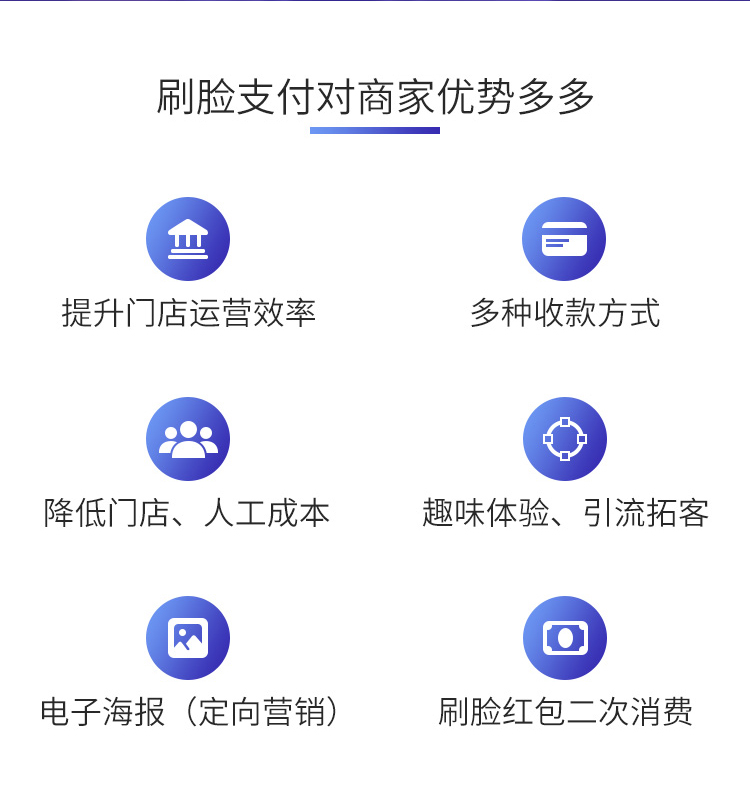 刷脸支付对商家优势多多
提升门店运营效率
多种收款方式
降低门店、人工成本
趣味体验、引流拓客
电子海报（定向营销）
刷脸红包二次消费